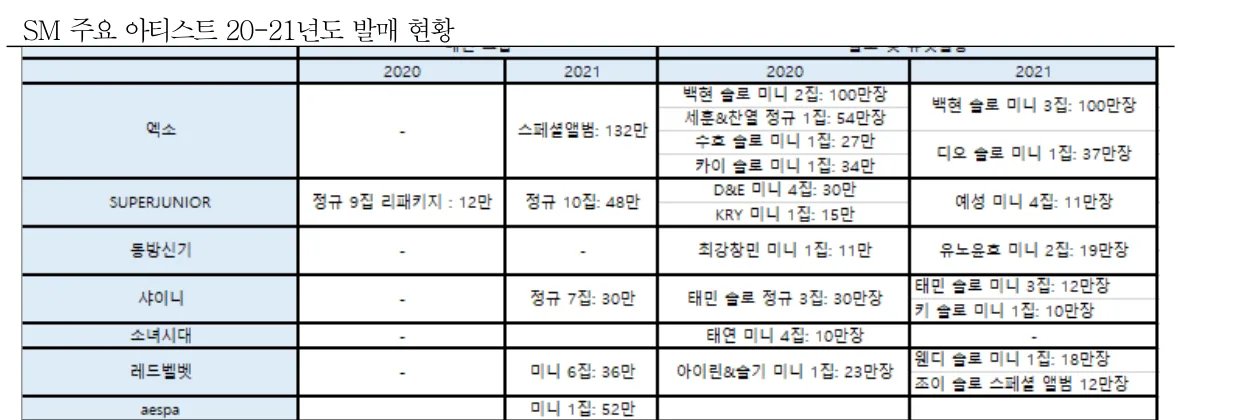 SM 주요 아티스트 20-21년도 발매 현황
2020 2021 2020 2021
엑소 - 스페셜앨범: 132만
백현 솔로 미니 2집: 100만장
세훈&찬열 정규 1집: 54만장
수호 솔로 미니 1집: 27만
카이 솔로 미니 1집: 34만
백현 솔로 미니 3집: 100만장
디오 솔로 미니 1집: 37만장
SUPERJUNIOR 정규 9집 리패키지 : 12만 정규 10집: 48만
D&E 미니 4집: 30만
KRY 미니 1집: 15만
예성 미니 4집: 11만장
동방신기 - - 최강창민 미니 1집: 11만 유노윤호 미니 2집: 19만장
샤이니 - 정규 7집: 30만 태민 솔로 정규 3집: 30만장
태민 솔로 미니 3집: 12만장
키 솔로 미니 1집: 10만장
소녀시대 - 태연 미니 4집: 10만장 -
레드벨벳 - 미니 6집: 36만 아이린&슬기 미니 1집: 23만장
웬디 솔로 미니 1집: 18만장
조이 솔로 스페셜 앨범 12만장
aespa 미니 1집: 52만